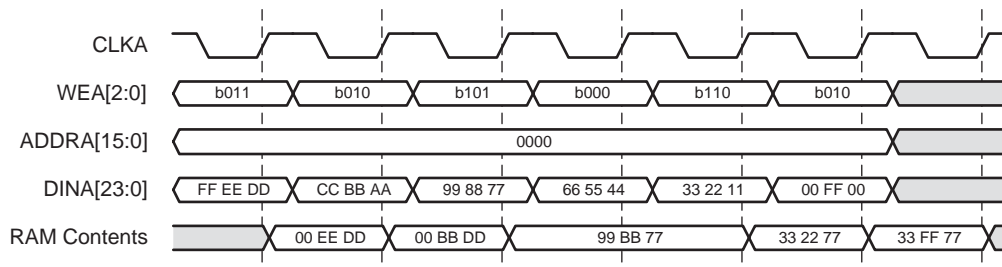 CLKA
WEA[2:0] b011 b010 b101 b000 b110 b010
ADDRA[15:0] 0000
DINA[23:0] FF EE DD CC BB AA 99 88 77 66 55 44 33 22 11 00 FF 00
RAM Contents 00 EE DD 00 BB DD 99 BB 77 33 22 77 33 FF 77